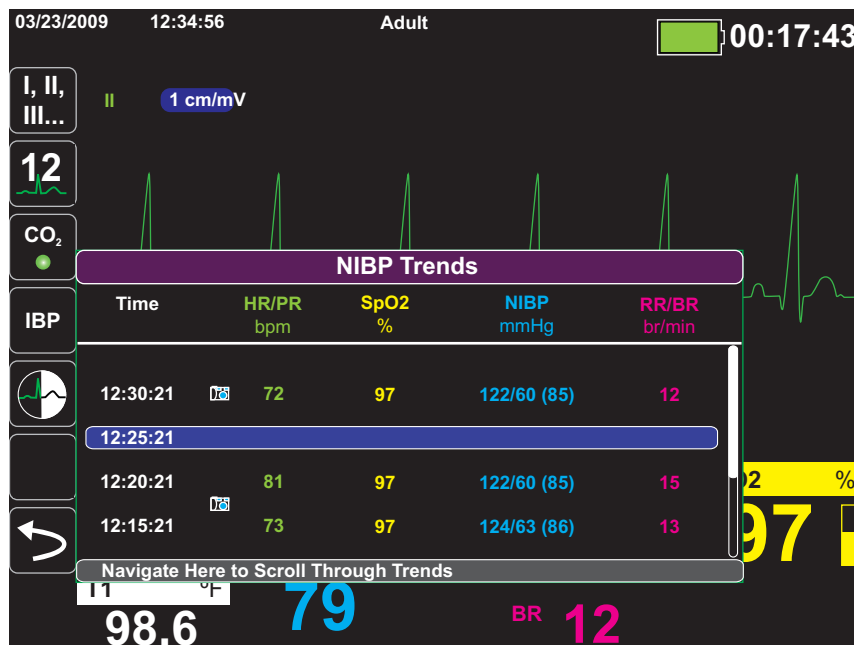 03/23/2009 12:34:56 Adult 00:17:43
I, II,
III...
II 1 cm/mV
12
CO2
NIBP Trends
IBP
Time HR/PR SpO2 NIBP RR/BR
bpm % mmHg br/min
12:30:21 72 97 122/60 (85) 12
12:25:21
12:20:21 81 97 122/60 (85) 15
12:15:21 73 97 124/63 (86) 13
O2 %
97
Navigate Here to Scroll Through Trends
T1 °F
98.6
79
BR 12